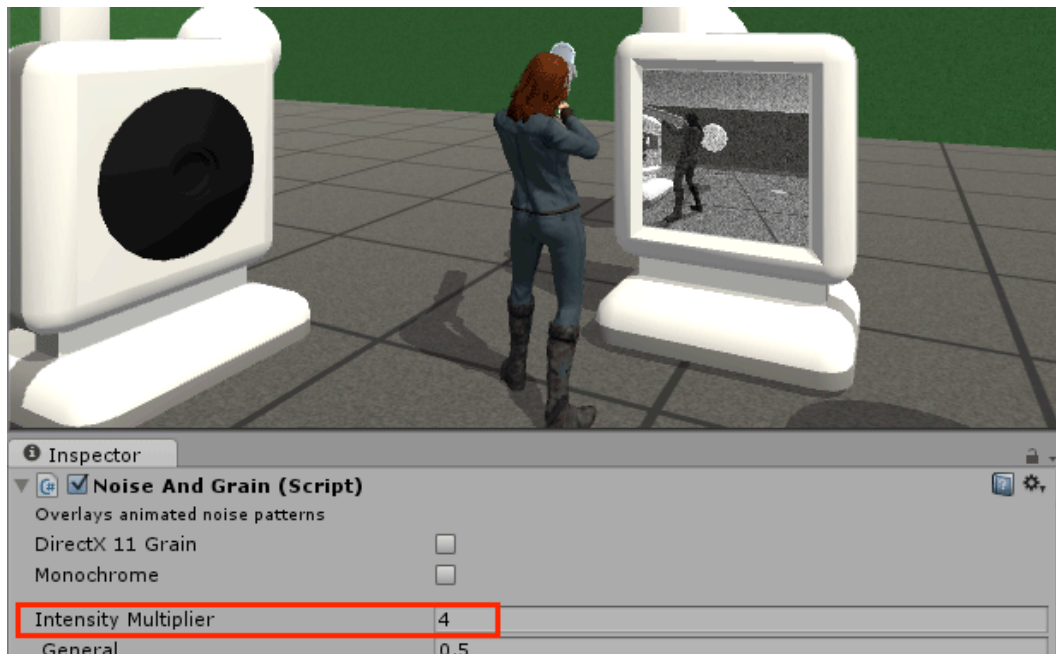 Inspector
Noise And Grain (Script)
Overlays animated noise patterns
DirectX 11 Grain
Monochrome
Intensity Multiplier 4
General 0.5